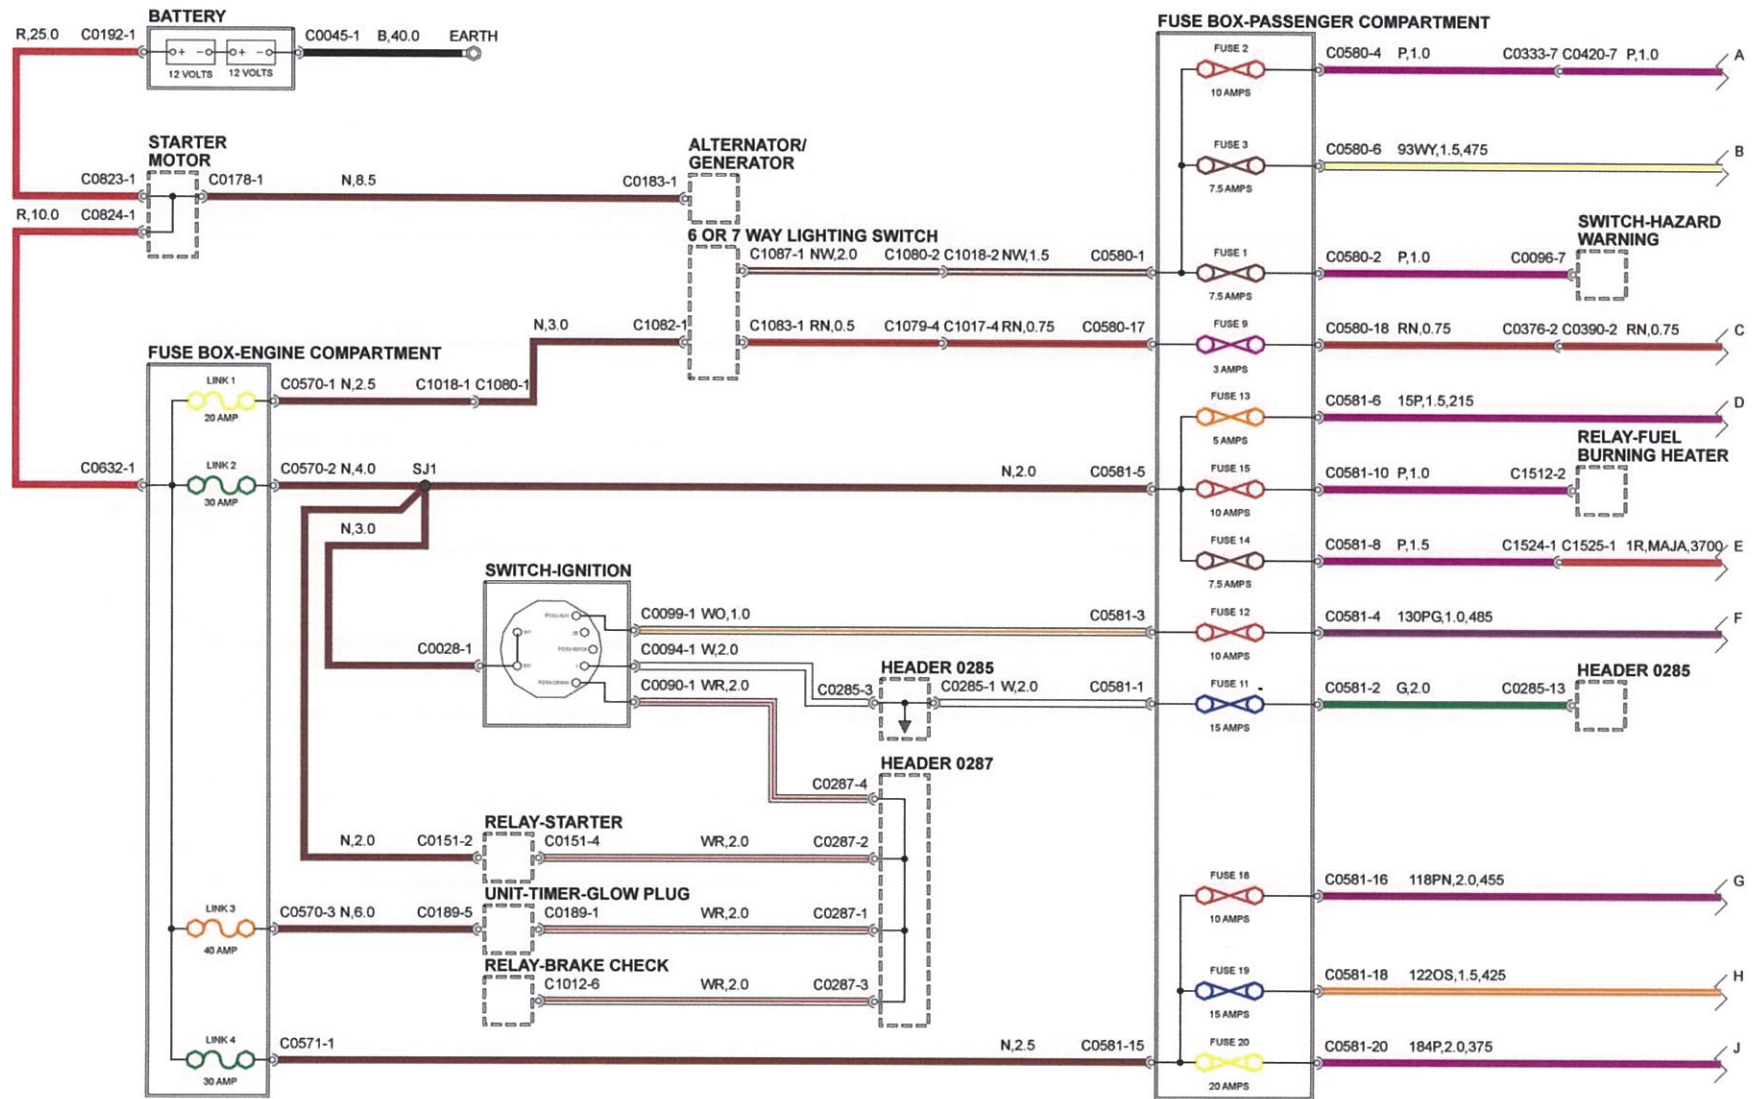 BATTERY
R,25.0 C0192-1
12 VOLTS 12 VOLTS
C0045-1 B,40.0 EARTH
STARTER
MOTOR
C0823-1
C0178-1 N,8.5 C0183-1
R,10.0 C0824-1
ALTERNATOR/
GENERATOR
6 OR 7 WAY LIGHTING SWITCH
C1087-1 NW,2.0 C1080-2 C1018-2 NW,1.5 C0580-1
N,3.0 C1082-1
C1083-1 RN,0.5 C1079-4 C1017-4 RN,0.75 C0580-17
FUSE BOX-ENGINE COMPARTMENT
LINK 1
20 AMP
C0570-1 N,2.5 C1018-1 C1080-1
C0632-1
LINK 2
30 AMP
C0570-2 N,4.0 SJ1 N,2.0 C0581-5
N,3.0
SWITCH-IGNITION
C0028-1
C0099-1 WO,1.0 C0581-3
C0094-1 W,2.0
C0090-1 WR,2.0
HEADER 0285
C0285-3 C0285-1 W,2.0 C0581-1
HEADER 0287
C0287-4
RELAY-STARTER
N,2.0 C0151-2 C0151-4 WR,2.0 C0287-2
UNIT-TIMER-GLOW PLUG
LINK 3
40 AMP
C0570-3 N,6.0 C0189-5 C0189-1 WR,2.0 C0287-1
RELAY-BRAKE CHECK
C1012-6 WR,2.0 C0287-3
LINK 4
30 AMP
C0571-1 N,2.5 C0581-15
FUSE BOX-PASSENGER COMPARTMENT
FUSE 2
10 AMPS
C0580-4 P,1.0 C0333-7 C0420-7 P,1.0 A
FUSE 3
7.5 AMPS
C0580-6 93WY,1.5,475 B
SWITCH-HAZARD
WARNING
FUSE 1
7.5 AMPS
C0580-2 P,1.0 C0096-7
FUSE 9
3 AMPS
C0580-18 RN,0.75 C0376-2 C0390-2 RN,0.75 C
FUSE 13
5 AMPS
C0581-6 15P,1.5,215 D
RELAY-FUEL
BURNING HEATER
FUSE 15
10 AMPS
C0581-10 P,1.0 C1512-2
FUSE 14
7.5 AMPS
C0581-8 P,1.5 C1524-1 C1525-1 1R,MAJA,3700 E
FUSE 12
10 AMPS
C0581-4 130PG,1.0,485 F
HEADER 0285
FUSE 11
15 AMPS
C0581-2 G,2.0 C0285-13
FUSE 18
10 AMPS
C0581-16 118PN,2.0,455 G
FUSE 19
15 AMPS
C0581-18 122OS,1.5,425 H
FUSE 20
20 AMPS
C0581-20 184P,2.0,375 J